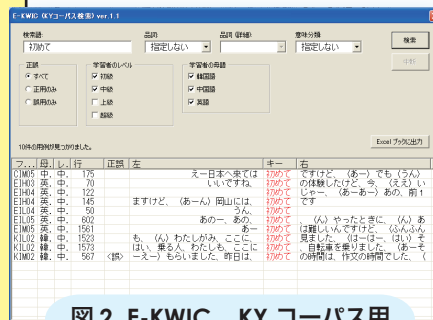 E-KWIC (KYコーパス検索) ver.1.1
検索語: 品詞 品詞(詳細) 意味分類
初めて 指定しない 指定しない 検索
中断
正誤 学習者のレベル 学習者の母語
すべて 初級 韓国語
正用のみ 中級 中国語
誤用のみ 上級 英語
超級
10件の用例が見つかりました。 Excel ブックに出力
フ... 母. レ. 行 正誤 左 キー 右
CIM05 中. 中. 175 えー日本へ来ては 初めて ですけど、〈あー〉でも〈うん〉
EIH03 英. 中. 70 いいですね、 初めて の体験したけど、今、〈ええ〉い
EIH04 英. 中. 122 初めて じゃー、〈あーあー〉あの、前1
EIH04 英. 中. 145 ますけど、〈あーん〉岡山には、 初めて です
EIL04 英. 中. 50 うん、 初めて
EIL05 英. 中. 602 あのー、あの、 初めて 、〈ん〉やったときに、〈ん〉あ
EIM05 英. 中. 1561 あー 初めて は難しいんですけど、〈ふんふん
KIL02 韓. 中. 1523 も、〈ん〉わたしがみ、ここに、 初めて 見ました、〈はーはー、はい〉そ
KIL02 韓. 中. 1573 はい、乗る人、わたしも、ここに 初めて 、自転車を乗りました、〈あーそ
KIM02 韓. 中. 567 <誤> ーえー〉もらいました、昨日は、 初めて の時間は、作文の時間でした、〈
図2 E-KWIC KYコーパス用